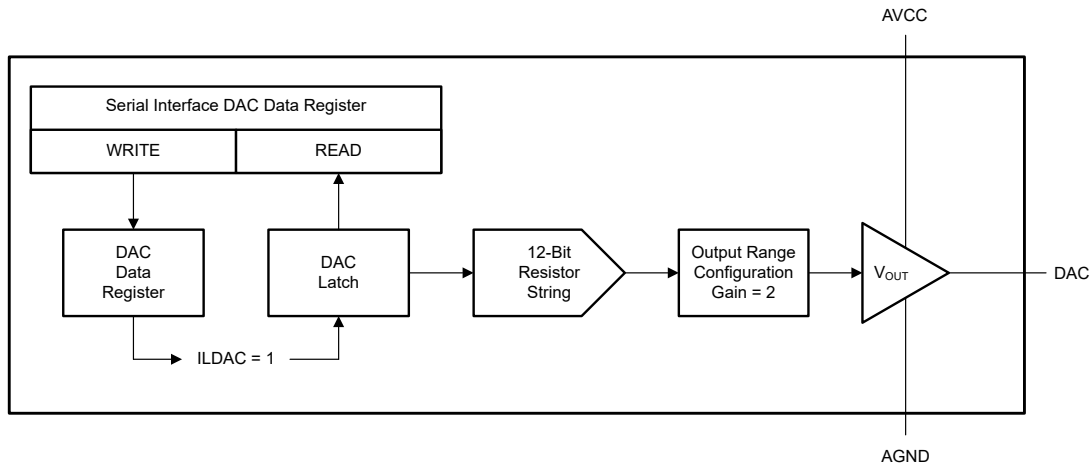 AVCC
Serial Interface DAC Data Register
WRITE
READ
DAC
Data
Register
DAC
Latch
12-Bit
Resistor
String
Output Range
Configuration
Gain = 2
VOUT
DAC
ILDAC = 1
AGND